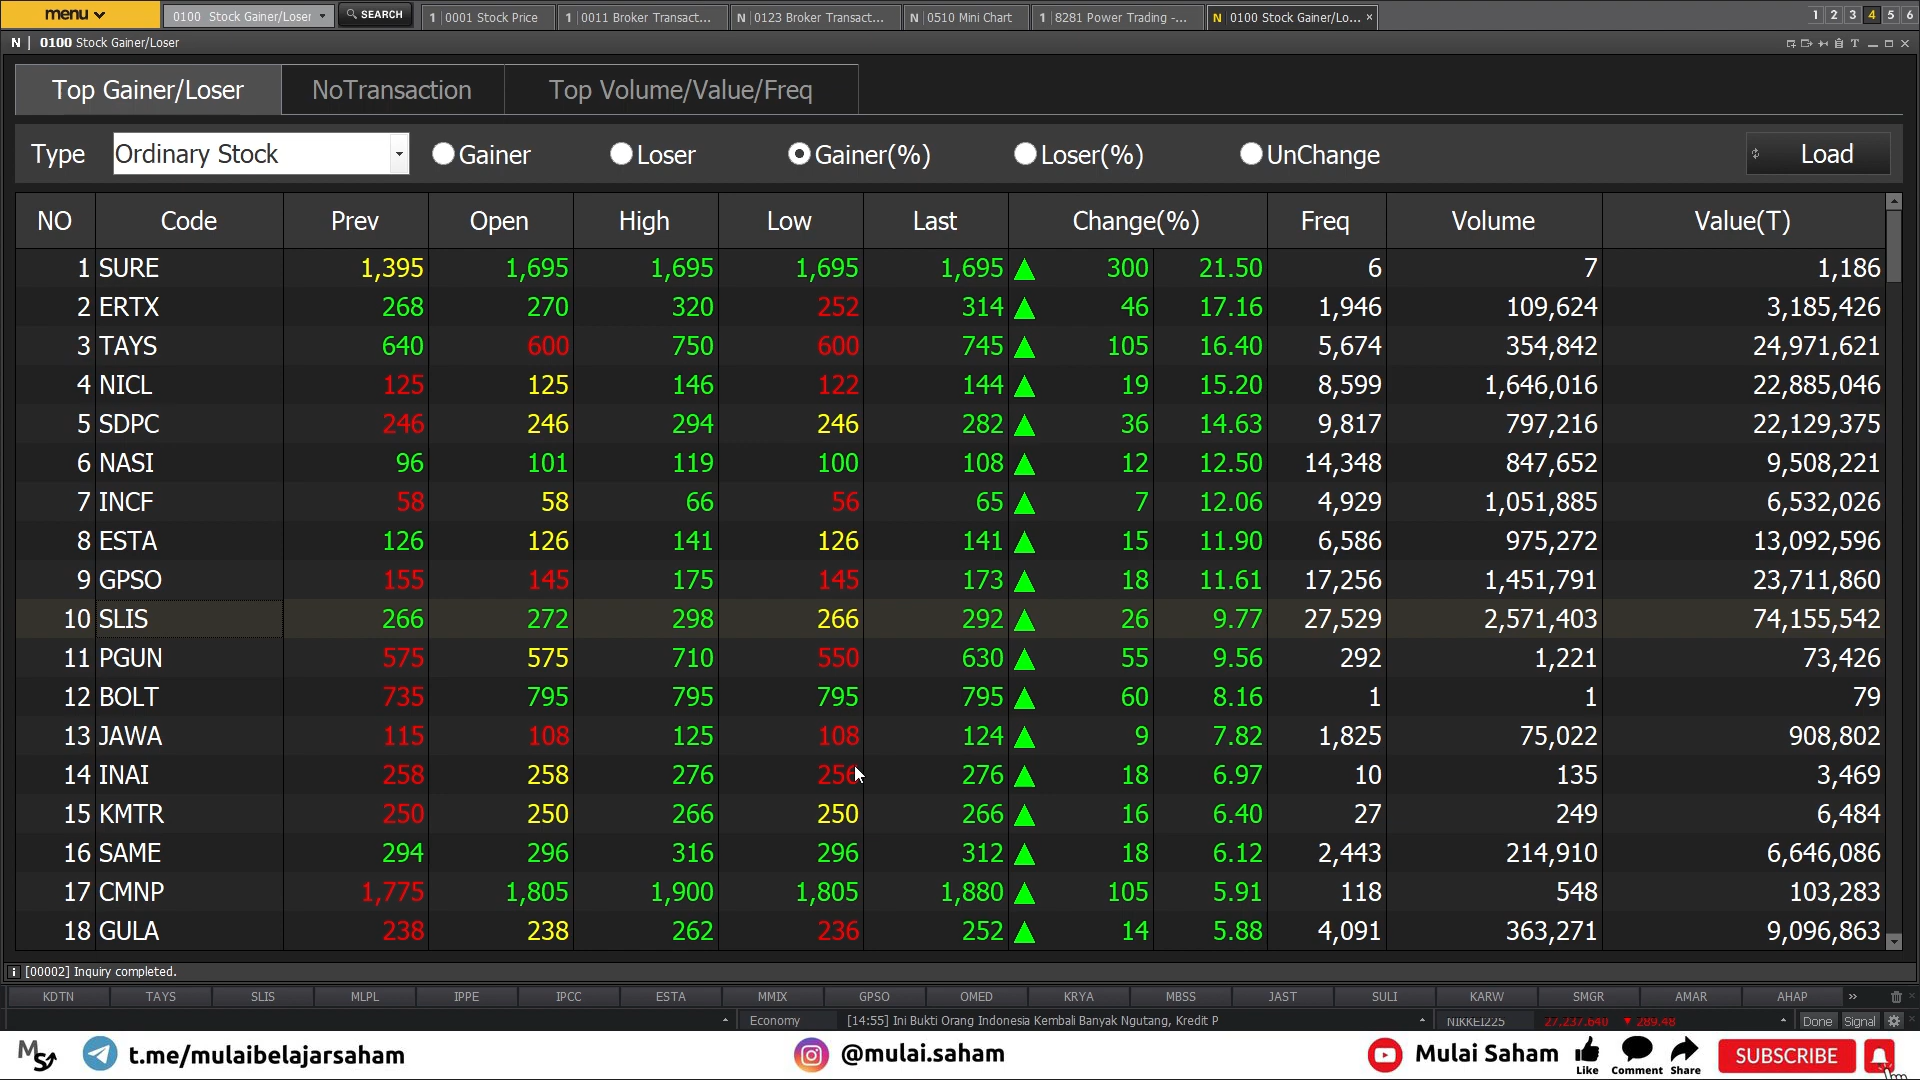 menu 0100 Stock Gainer/Loser SEARCH 1 0001 Stock Price 1 0011 Broker Transact... N 0123 Broker Transact... N 0510 Mini Chart 1 8281 Power Trading -... N 0100 Stock Gainer/Lo... × 1 2 3 4 5 6
N | 0100 Stock Gainer/Loser
Top Gainer/Loser NoTransaction Top Volume/Value/Freq
Type Ordinary Stock Gainer Loser Gainer(%) Loser(%) UnChange Load
NO Code Prev Open High Low Last Change(%) Freq Volume Value(T)
1 SURE 1,395 1,695 1,695 1,695 1,695 ▲ 300 21.50 6 7 1,186
2 ERTX 268 270 320 252 314 ▲ 46 17.16 1,946 109,624 3,185,426
3 TAYS 640 600 750 600 745 ▲ 105 16.40 5,674 354,842 24,971,621
4 NICL 125 125 146 122 144 ▲ 19 15.20 8,599 1,646,016 22,885,046
5 SDPC 246 246 294 246 282 ▲ 36 14.63 9,817 797,216 22,129,375
6 NASI 96 101 119 100 108 ▲ 12 12.50 14,348 847,652 9,508,221
7 INCF 58 58 66 56 65 ▲ 7 12.06 4,929 1,051,885 6,532,026
8 ESTA 126 126 141 126 141 ▲ 15 11.90 6,586 975,272 13,092,596
9 GPSO 155 145 175 145 173 ▲ 18 11.61 17,256 1,451,791 23,711,860
10 SLIS 266 272 298 266 292 ▲ 26 9.77 27,529 2,571,403 74,155,542
11 PGUN 575 575 710 550 630 ▲ 55 9.56 292 1,221 73,426
12 BOLT 735 795 795 795 795 ▲ 60 8.16 1 1 79
13 JAWA 115 108 125 108 124 ▲ 9 7.82 1,825 75,022 908,802
14 INAI 258 258 276 256 276 ▲ 18 6.97 10 135 3,469
15 KMTR 250 250 266 250 266 ▲ 16 6.40 27 249 6,484
16 SAME 294 296 316 296 312 ▲ 18 6.12 2,443 214,910 6,646,086
17 CMNP 1,775 1,805 1,900 1,805 1,880 ▲ 105 5.91 118 548 103,283
18 GULA 238 238 262 236 252 ▲ 14 5.88 4,091 363,271 9,096,863
i [00002] Inquiry completed.
KDTN TAYS SLIS MLPL IPPE IPCC ESTA MMIX GPSO OMED KRYA MBSS JAST SULI KARW SMGR AMAR AHAP »
Economy [14:55] Ini Bukti Orang Indonesia Kembali Banyak Ngutang, Kredit P NIKKEI225 27,237.640 ▼ 289.48 Done Signal
MS t.me/mulaibelajarsaham @mulai.saham Mulai Saham Like Comment Share SUBSCRIBE